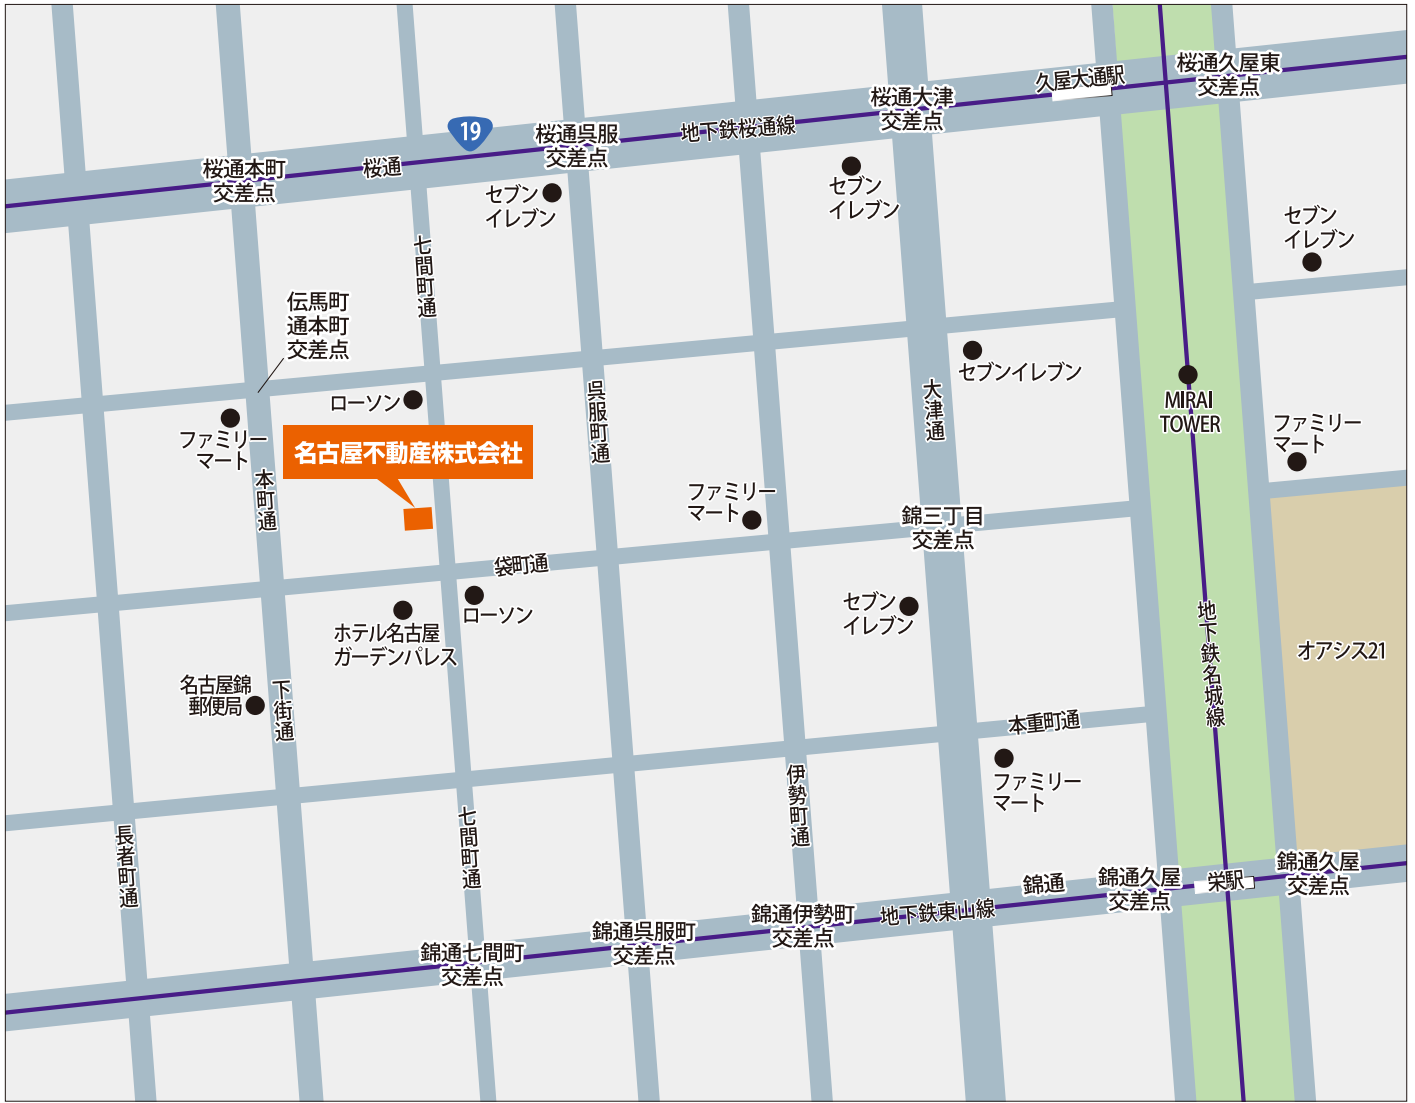 桜通久屋東
交差点
久屋大通駅
桜通大津
交差点
地下鉄桜通線
19
桜通呉服
交差点
桜通
桜通本町
交差点
セブン
イレブン
セブン
イレブン
セブン
イレブン
七間町通
伝馬町
通本町
交差点
セブンイレブン
大津通
呉服町通
MIRAI
TOWER
ローソン
ファミリー
マート
ファミリー
マート
名古屋不動産株式会社
本町通
ファミリー
マート
錦三丁目
交差点
袋町通
ローソン
セブン
イレブン
ホテル名古屋
ガーデンパレス
地下鉄名城線
オアシス21
名古屋錦
郵便局
下街通
本重町通
ファミリー
マート
伊勢町通
七間町通
長者町通
錦通久屋
交差点
栄駅
錦通久屋
交差点
錦通
地下鉄東山線
錦通伊勢町
交差点
錦通呉服町
交差点
錦通七間町
交差点